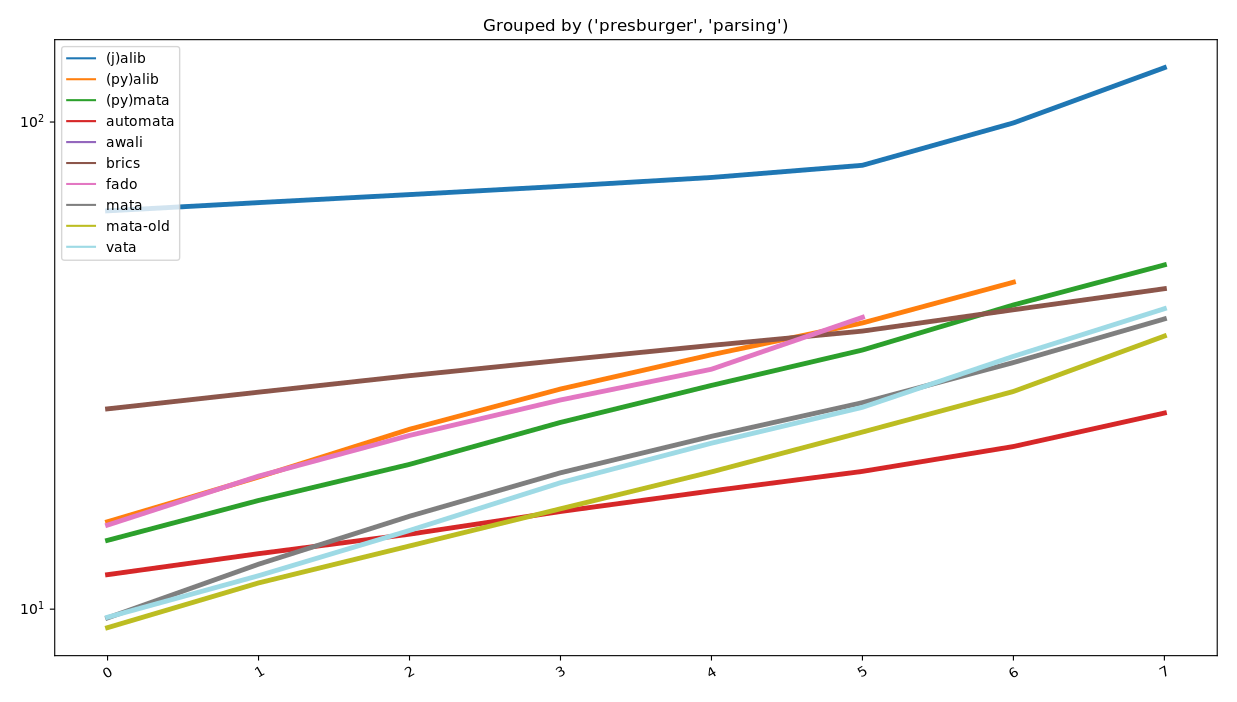 Grouped by ('presburger', 'parsing')
(j)alib
(py)alib
(py)mata
automata
awali
brics
fado
mata
mata-old
vata
10²
10¹
0 1 2 3 4 5 6 7